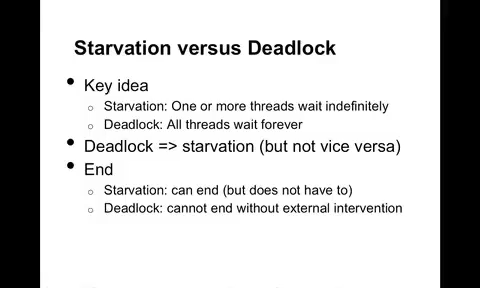 Starvation versus Deadlock
• Key idea
○ Starvation: One or more threads wait indefinitely
○ Deadlock: All threads wait forever
• Deadlock => starvation (but not vice versa)
• End
○ Starvation: can end (but does not have to)
○ Deadlock: cannot end without external intervention